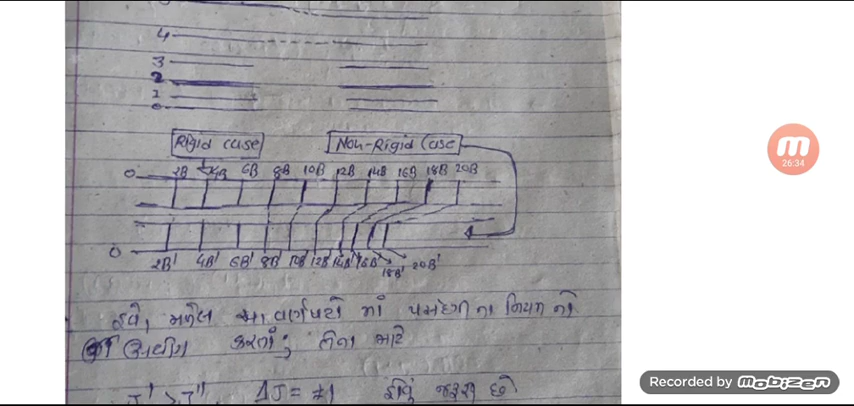 4
3
2
1
0
Rigid case Non-Rigid Case
0 2B 4B 6B 8B 10B 12B 14B 16B 18B 20B
0 2B' 4B' 6B' 8B' 10B' 12B' 14B' 16B' 18B' 20B'
હવે, મળેલ આ વર્ણપટો માં પસંદગી ના નિયમ નો
ઉપયોગ કરતાં; તેના માટે
J' > J'' ΔJ = ±1 હોવું જરૂરી છે
26:34
Recorded by mobizen